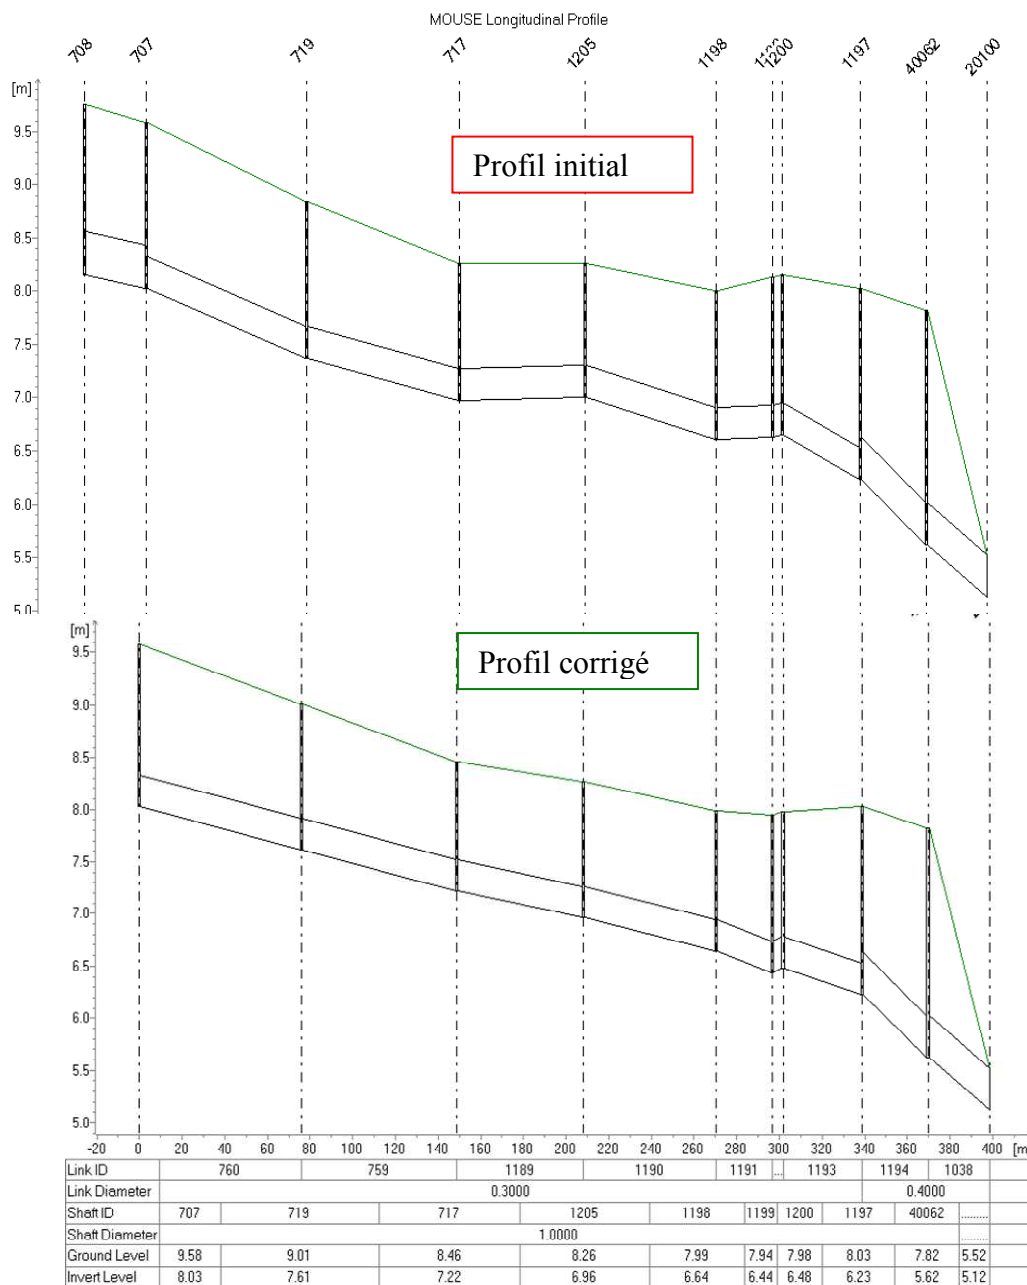 MOUSE Longitudinal Profile
708 707 719 717 1205 1198 1200 1197 40062 20100
[m]
9.5
Profil initial
9.0
8.5
8.0
7.5
7.0
6.5
6.0
5.5
5.0
[m]
9.5
Profil corrigé
9.0
8.5
8.0
7.5
7.0
6.5
6.0
5.5
5.0
-20 0 20 40 60 80 100 120 140 160 180 200 220 240 260 280 300 320 340 360 380 400 [m
Link ID 760 759 1189 1190 1191 ... 1193 1194 1038
Link Diameter 0.3000 0.4000
Shaft ID 707 719 717 1205 1198 1199 1200 1197 40062 .........
Shaft Diameter 1.0000 .........
Ground Level 9.58 9.01 8.46 8.26 7.99 7.94 7.98 8.03 7.82 5.52
Invert Level 8.03 7.61 7.22 6.96 6.64 6.44 6.48 6.23 5.62 5.12